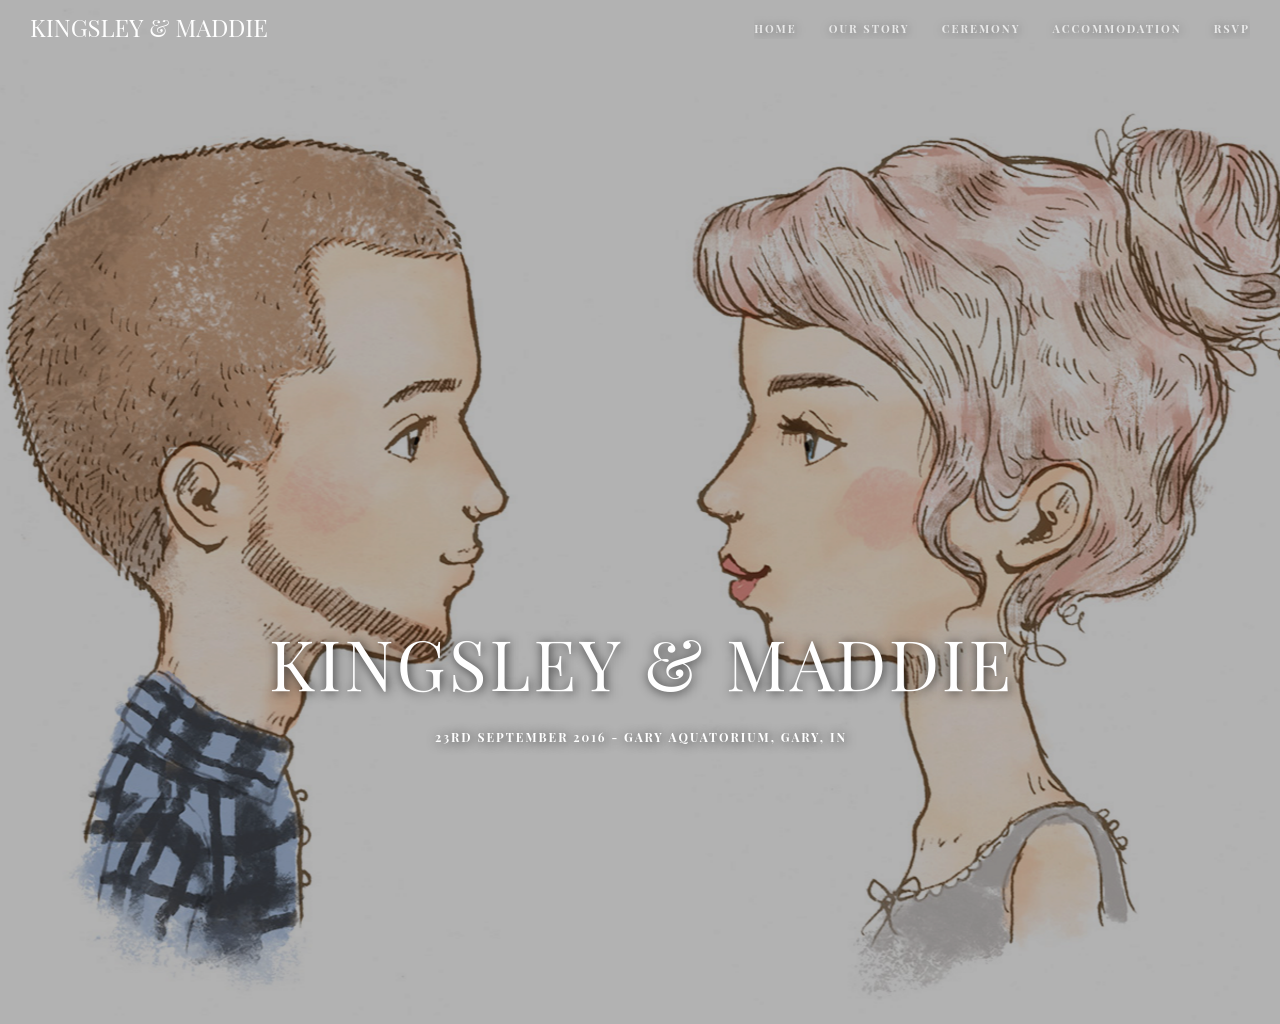 KINGSLEY & MADDIE
HOME OUR STORY CEREMONY ACCOMMODATION RSVP
KINGSLEY & MADDIE
23RD SEPTEMBER 2016 - GARY AQUATORIUM, GARY, IN